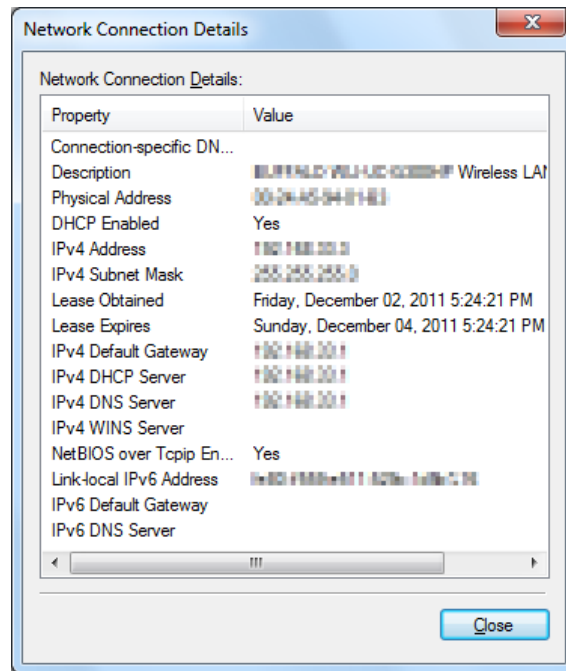 Network Connection Details
Network Connection Details:
Property Value
Connection-specific DN...
Description Wireless LAN
Physical Address
DHCP Enabled Yes
IPv4 Address
IPv4 Subnet Mask
Lease Obtained Friday, December 02, 2011 5:24:21 PM
Lease Expires Sunday, December 04, 2011 5:24:21 PM
IPv4 Default Gateway
IPv4 DHCP Server
IPv4 DNS Server
IPv4 WINS Server
NetBIOS over Tcpip En... Yes
Link-local IPv6 Address
IPv6 Default Gateway
IPv6 DNS Server
Close